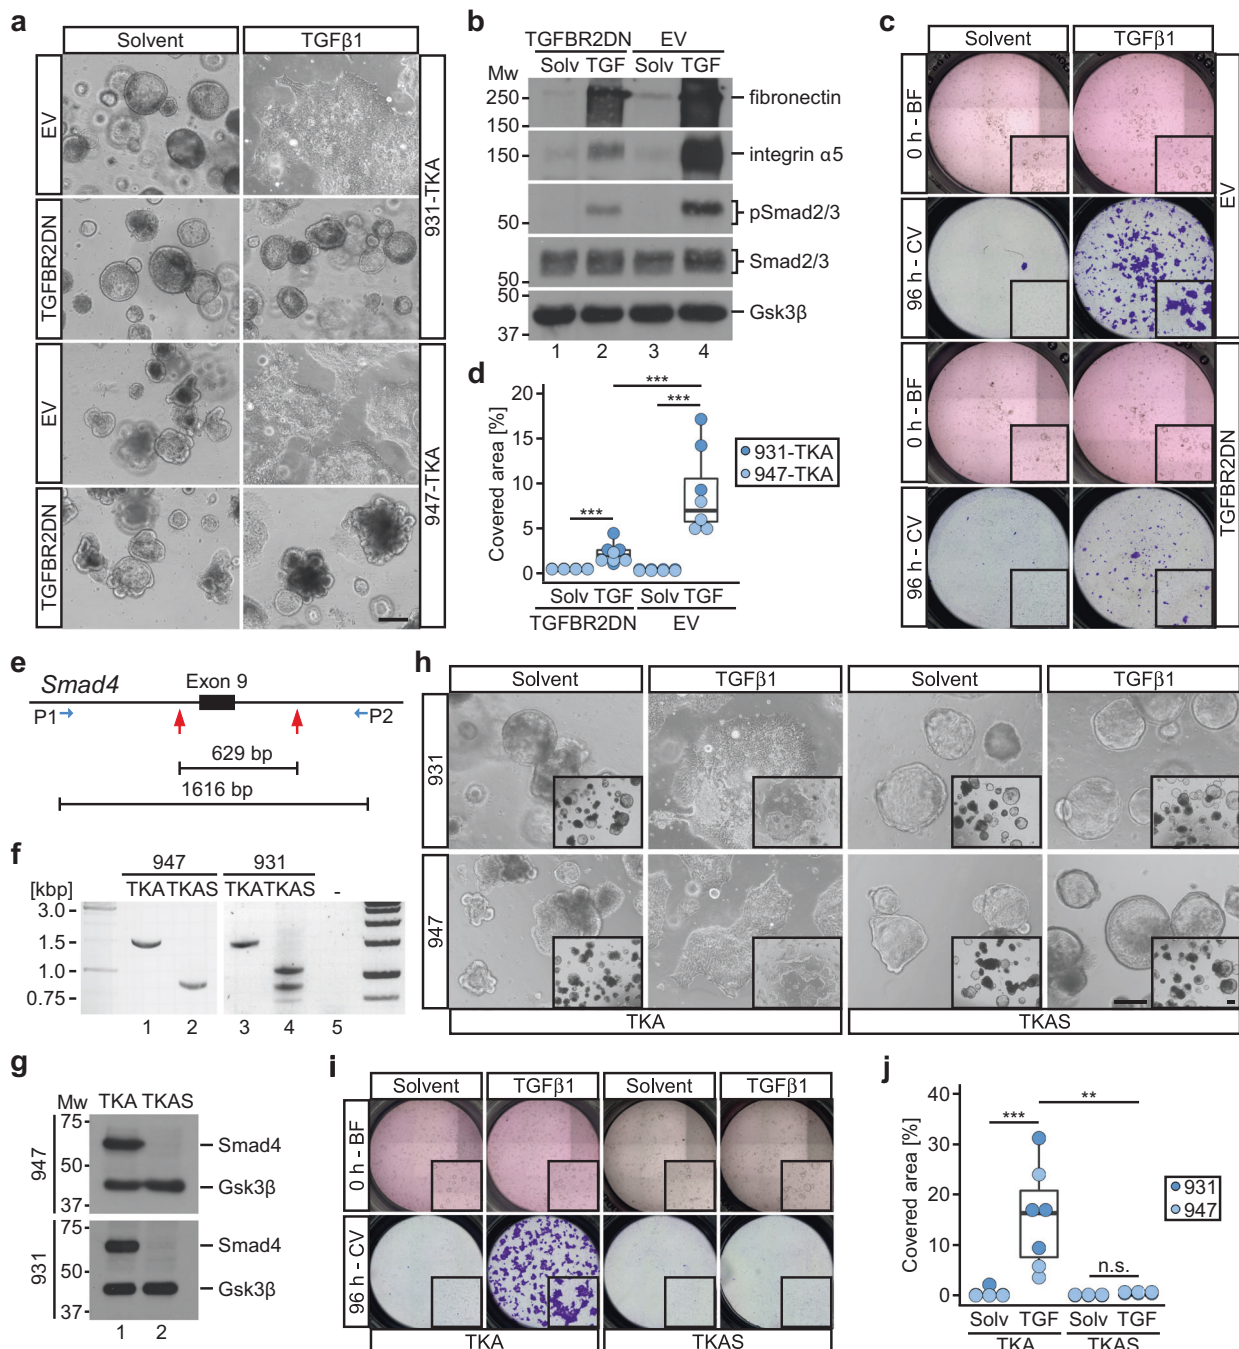 a
Solvent
TGFβ1
EV
TGFBR2DN
931-TKA
EV
TGFBR2DN
947-TKA
b
TGFBR2DN EV
Mw Solv TGF Solv TGF
250
150
fibronectin
150
integrin α5
50
pSmad2/3
50
Smad2/3
50
37
Gsk3β
1 2 3 4
c
Solvent
TGFβ1
0 h - BF
96 h - CV
EV
0 h - BF
96 h - CV
TGFBR2DN
d
Covered area [%]
20
15
10
5
0
***
***
***
931-TKA
947-TKA
Solv TGF Solv TGF
TGFBR2DN EV
e
Smad4
Exon 9
P1
P2
629 bp
1616 bp
f
947 931
[kbp] TKA TKAS TKA TKAS -
3.0
1.5
1.0
0.75
1 2 3 4 5
g
Mw TKA TKAS
947
75
50
37
Smad4
Gsk3β
931
75
50
37
Smad4
Gsk3β
1 2
h
Solvent
TGFβ1
Solvent
TGFβ1
931
947
TKA
TKAS
i
Solvent
TGFβ1
Solvent
TGFβ1
0 h - BF
96 h - CV
TKA
TKAS
j
Covered area [%]
40
30
20
10
0
***
**
n.s.
931
947
Solv TGF Solv TGF
TKA TKAS